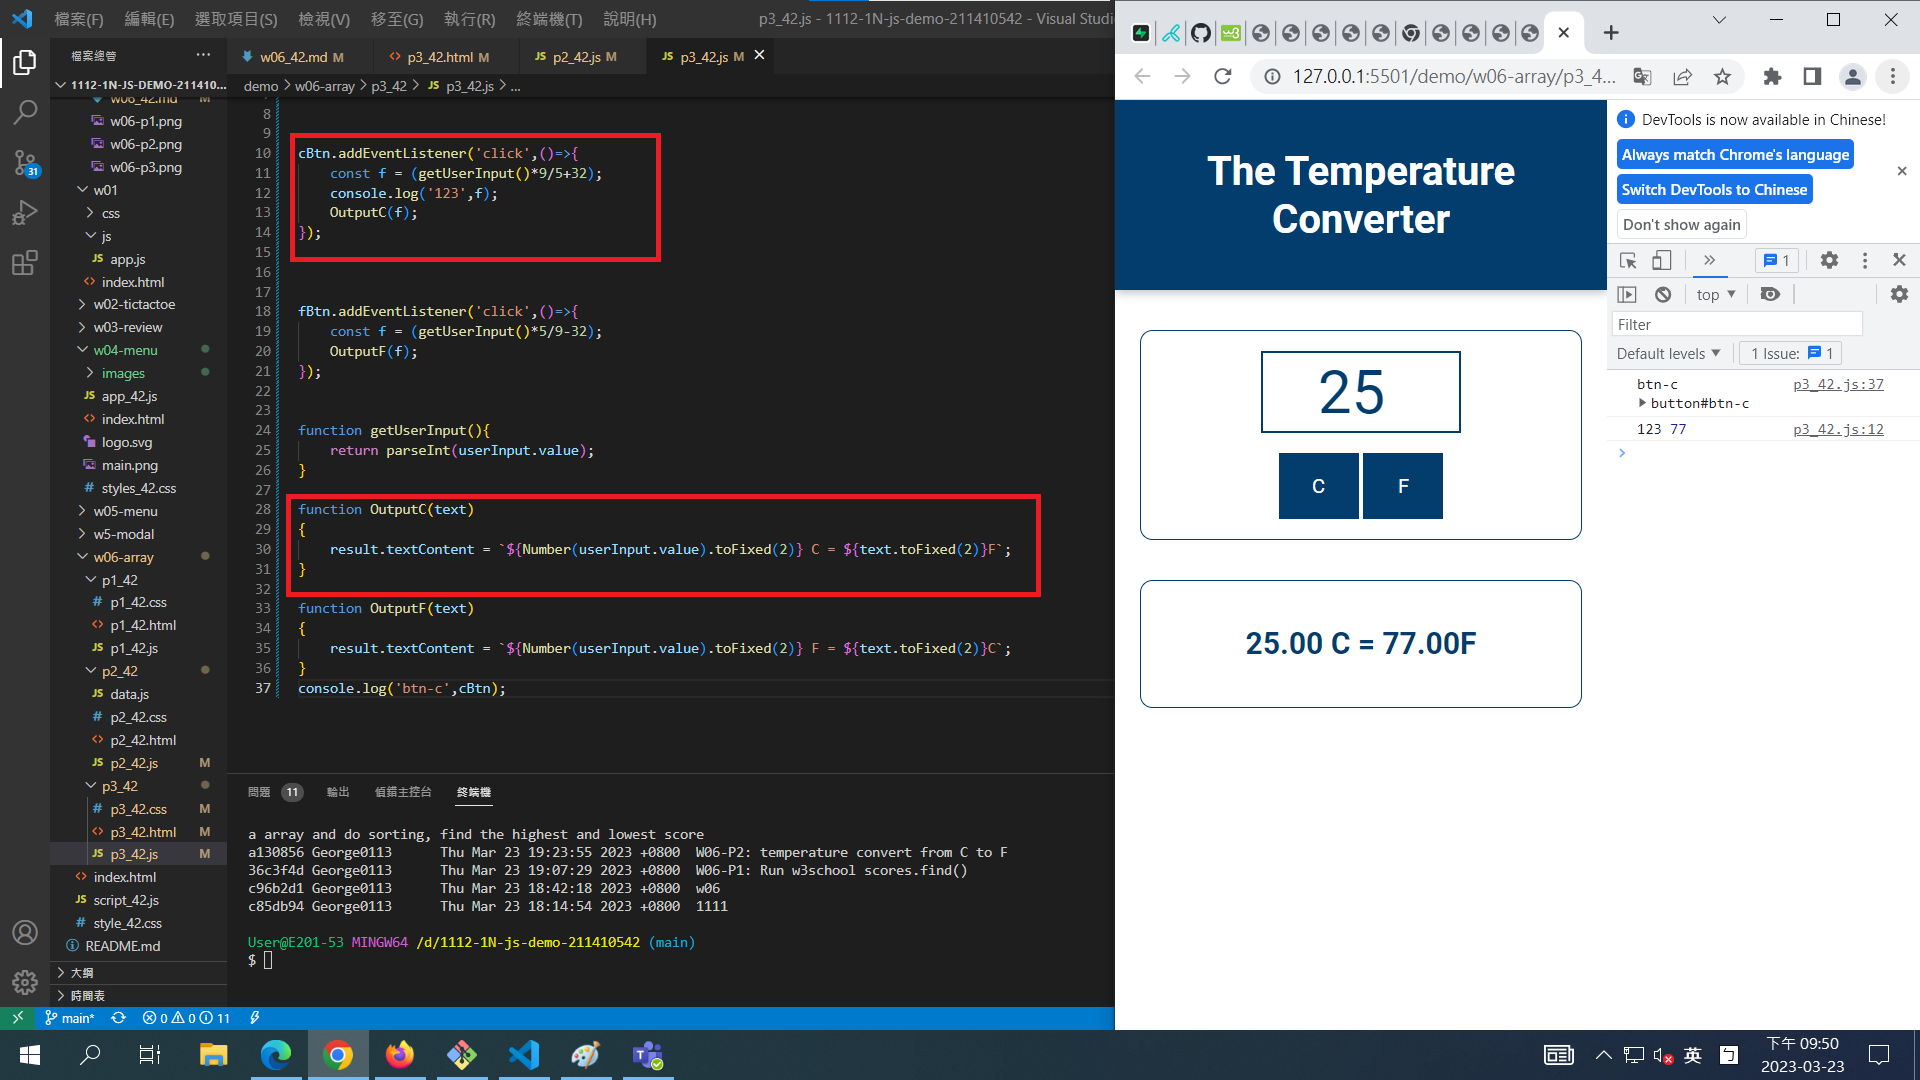 檔案(F) 編輯(E) 選取項目(S) 檢視(V) 移至(G) 執行(R) 終端機(T) 說明(H) p3_42.js - 1112-1N-js-demo-211410542 - Visual Studi
檔案總管 ···
1112-1N-JS-DEMO-211410...
w06_42.md M
w06-p1.png
w06-p2.png
w06-p3.png
w01
css
js
JS app.js
<> index.html
w02-tictactoe
w03-review
w04-menu
images
JS app_42.js
<> index.html
logo.svg
main.png
# styles_42.css
w05-menu
w5-modal
w06-array
p1_42
# p1_42.css
<> p1_42.html
JS p1_42.js
p2_42
JS data.js
# p2_42.css
<> p2_42.html
JS p2_42.js M
p3_42
# p3_42.css M
<> p3_42.html M
JS p3_42.js M
<> index.html
JS script_42.js
# style_42.css
README.md
大綱
時間表
31
w06_42.md M <> p3_42.html M JS p2_42.js M JS p3_42.js M
demo > w06-array > p3_42 > JS p3_42.js > ...
8
9
10 cBtn.addEventListener('click',()=>{
11 const f = (getUserInput()*9/5+32);
12 console.log('123',f);
13 OutputC(f);
14 });
15
16
17
18 fBtn.addEventListener('click',()=>{
19 const f = (getUserInput()*5/9-32);
20 OutputF(f);
21 });
22
23
24 function getUserInput(){
25 return parseInt(userInput.value);
26 }
27
28 function OutputC(text)
29 {
30 result.textContent = `${Number(userInput.value).toFixed(2)} C = ${text.toFixed(2)}F`;
31 }
32
33 function OutputF(text)
34 {
35 result.textContent = `${Number(userInput.value).toFixed(2)} F = ${text.toFixed(2)}C`;
36 }
37 console.log('btn-c',cBtn);
問題 11 輸出 偵錯主控台 終端機
a array and do sorting, find the highest and lowest score
a130856 George0113 Thu Mar 23 19:23:55 2023 +0800 W06-P2: temperature convert from C to F
36c3f4d George0113 Thu Mar 23 19:07:29 2023 +0800 W06-P1: Run w3school scores.find()
c96b2d1 George0113 Thu Mar 23 18:42:18 2023 +0800 w06
c85db94 George0113 Thu Mar 23 18:14:54 2023 +0800 1111
User@E201-53 MINGW64 /d/1112-1N-js-demo-211410542 (main)
$
main* 0 0 11
127.0.0.1:5501/demo/w06-array/p3_4...
The Temperature
Converter
25
C F
25.00 C = 77.00F
DevTools is now available in Chinese!
Always match Chrome's language
Switch DevTools to Chinese
Don't show again
1
top
Filter
Default levels 1 Issue: 1
btn-c p3_42.js:37
button#btn-c
123 77 p3_42.js:12
英 ㄅ
下午 09:50
2023-03-23